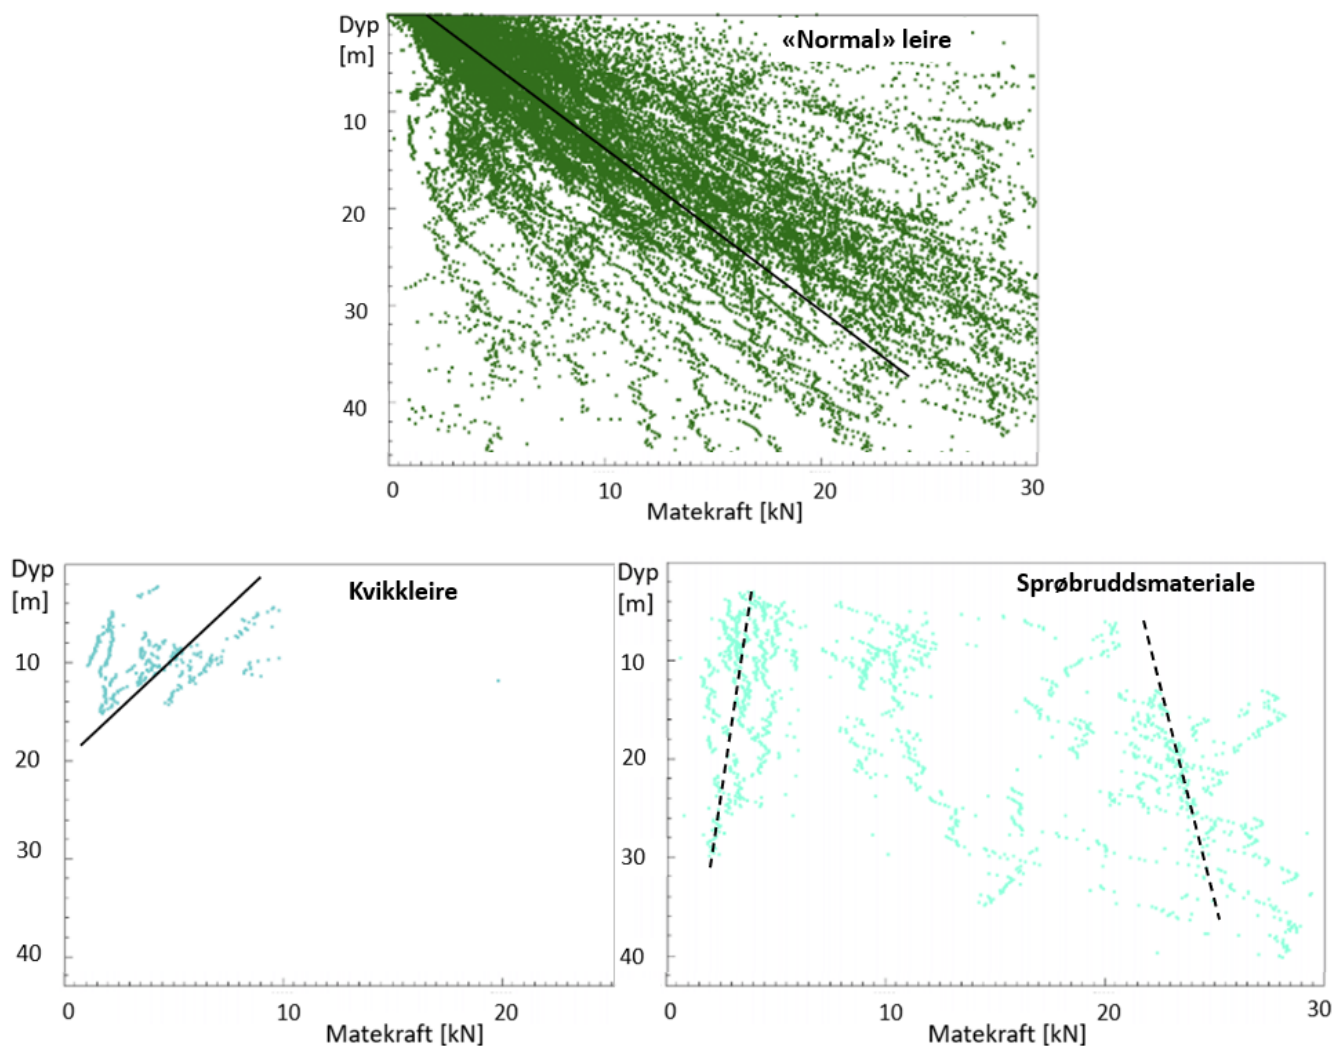 Dyp
[m]
«Normal» leire
10
20
30
40
0 10 20 30
Matekraft [kN]
Dyp
[m]
Kvikkleire
10
20
30
40
0 10 20
Matekraft [kN]
Dyp
[m]
Sprøbruddsmateriale
10
20
30
40
0 10 20 30
Matekraft [kN]